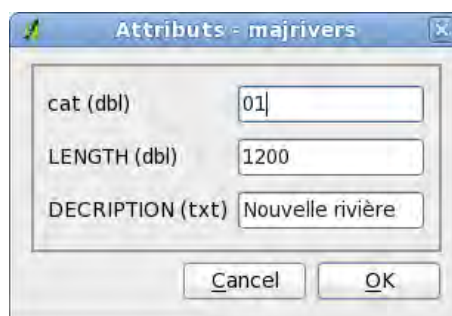 Attributs - majrivers
cat (dbl) 01
LENGTH (dbl) 1200
DECRIPTION (txt) Nouvelle rivière
Cancel OK